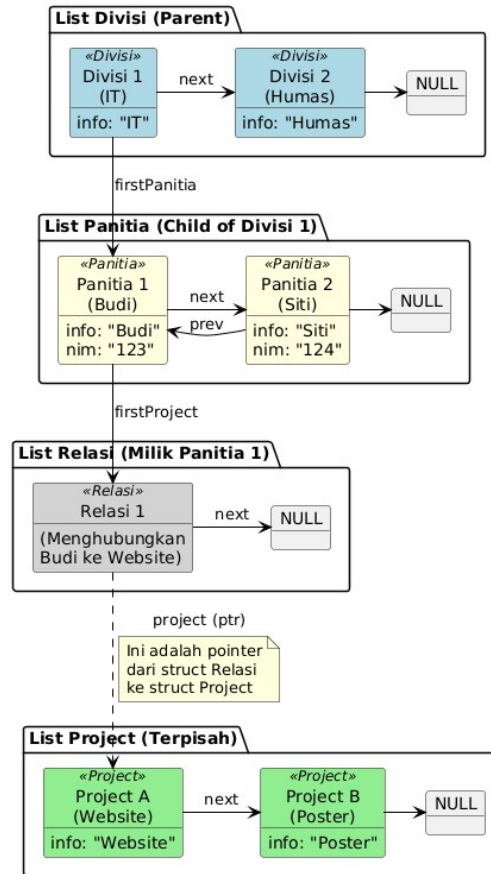 List Divisi (Parent)
«Divisi»
Divisi 1
(IT)
info: "IT"
next
«Divisi»
Divisi 2
(Humas)
info: "Humas"
NULL
firstPanitia
List Panitia (Child of Divisi 1)
«Panitia»
Panitia 1
(Budi)
info: "Budi"
nim: "123"
next
prev
«Panitia»
Panitia 2
(Siti)
info: "Siti"
nim: "124"
NULL
firstProject
List Relasi (Milik Panitia 1)
«Relasi»
Relasi 1
(Menghubungkan
Budi ke Website)
next
NULL
project (ptr)
Ini adalah pointer
dari struct Relasi
ke struct Project
List Project (Terpisah)
«Project»
Project A
(Website)
info: "Website"
next
«Project»
Project B
(Poster)
info: "Poster"
NULL